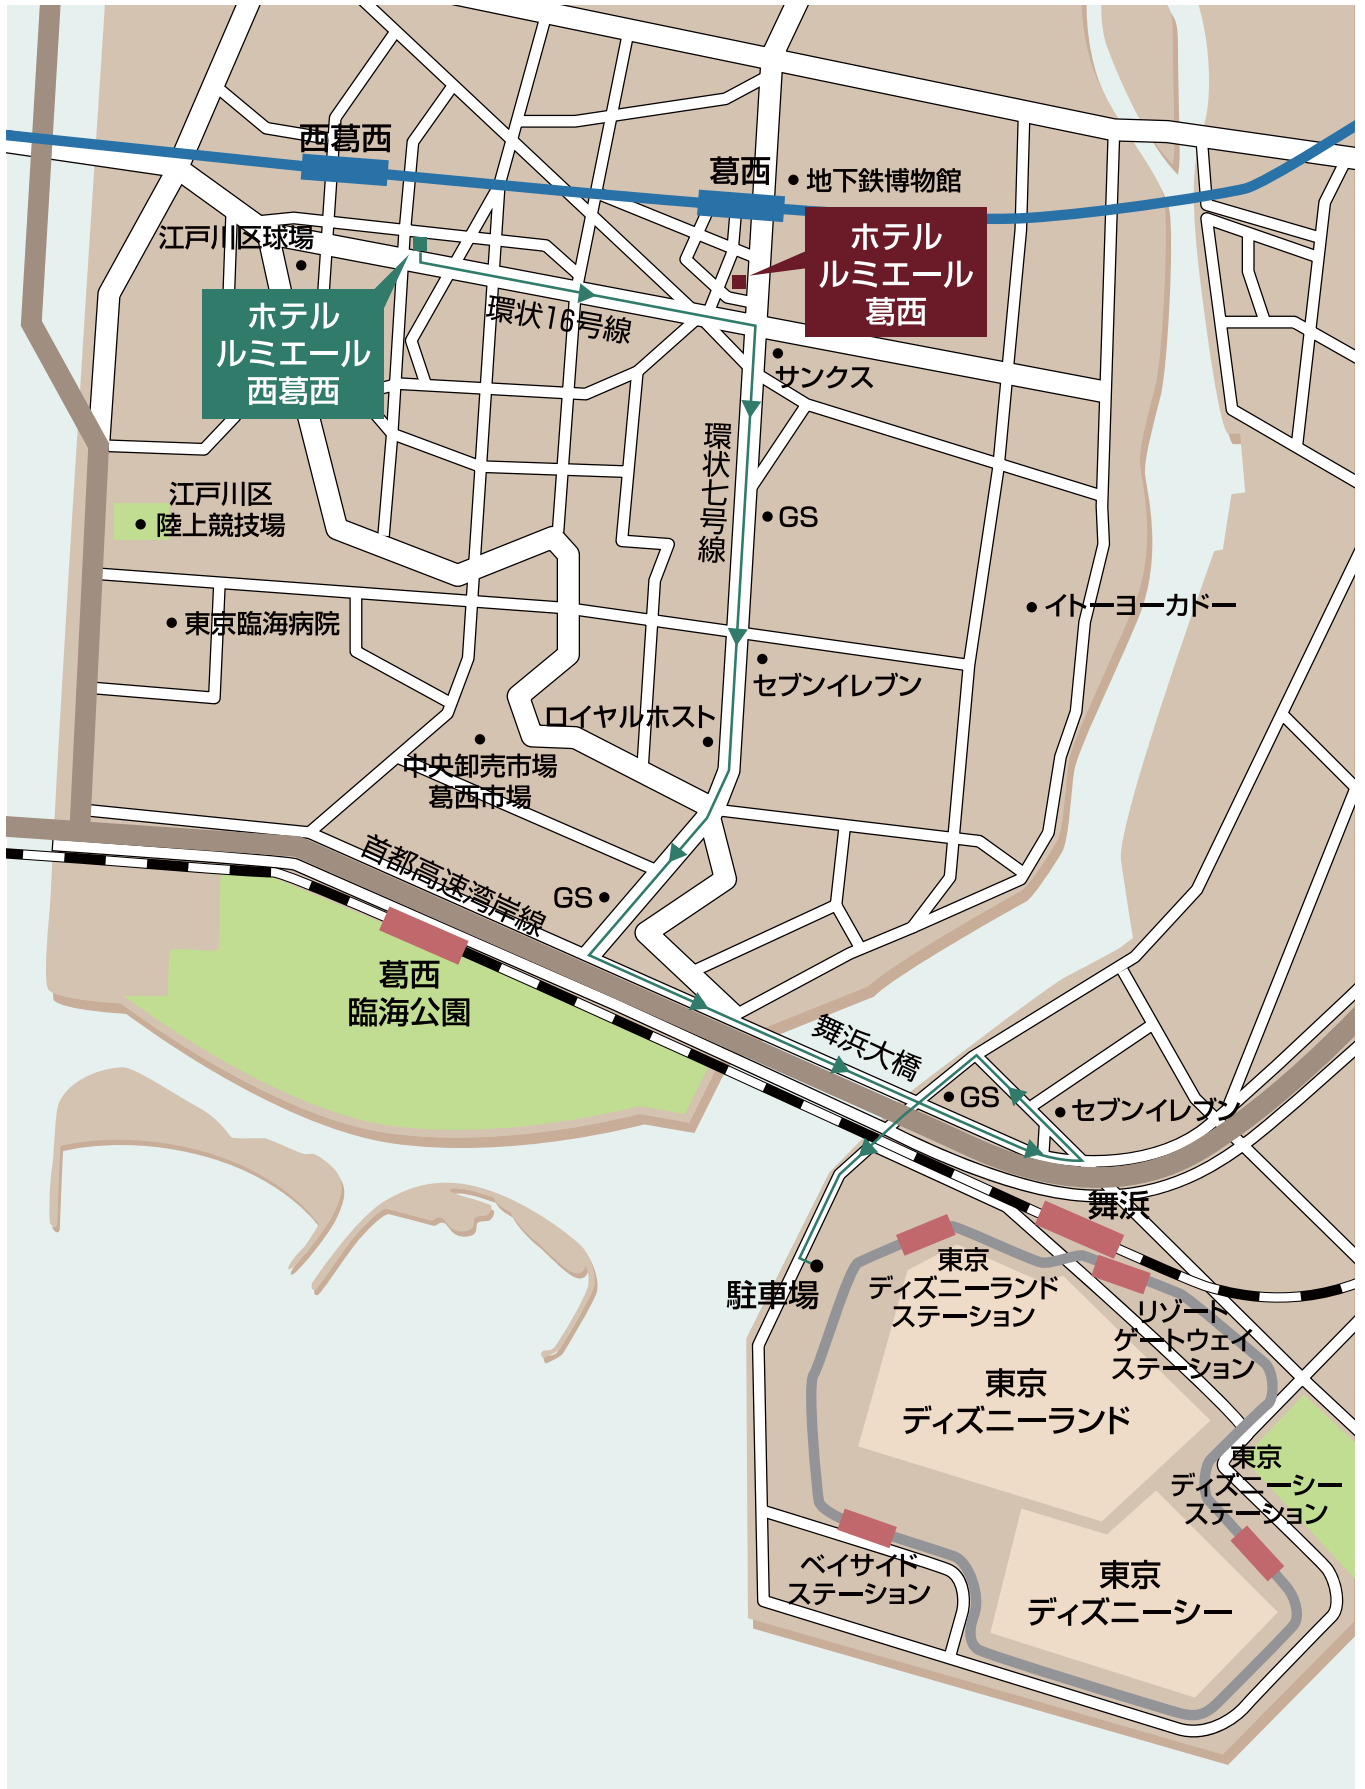 西葛西
葛西
地下鉄博物館
江戸川区球場
ホテル
ルミエール
葛西
ホテル
ルミエール
西葛西
環状16号線
サンクス
環状七号線
江戸川区
陸上競技場
GS
イトーヨーカドー
東京臨海病院
セブンイレブン
ロイヤルホスト
中央卸売市場
葛西市場
首都高速湾岸線
GS
葛西
臨海公園
舞浜大橋
GS
セブンイレブン
舞浜
駐車場
東京
ディズニーランド
ステーション
リゾート
ゲートウェイ
ステーション
東京
ディズニーランド
東京
ディズニーシー
ステーション
ベイサイド
ステーション
東京
ディズニーシー